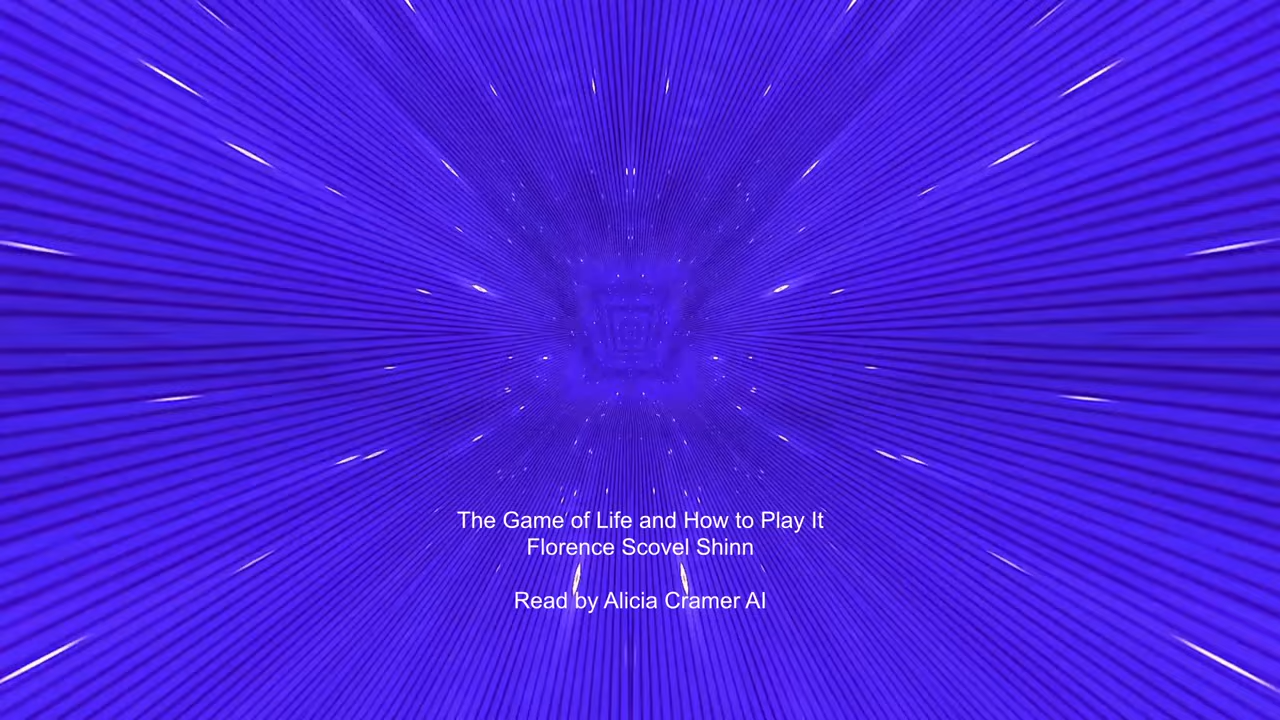 The Game of Life and How to Play It
Florence Scovel Shinn
Read by Alicia Cramer AI